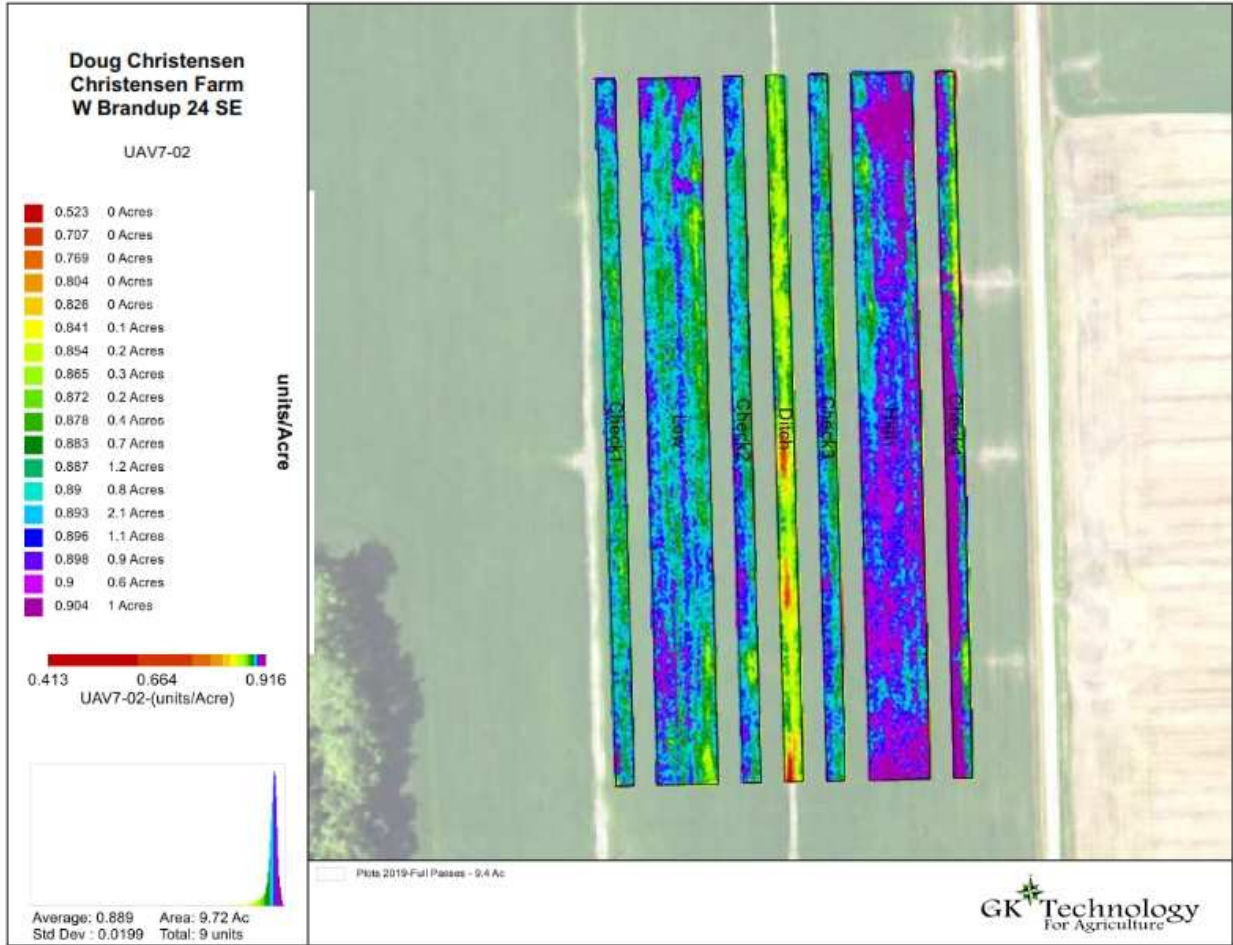 Doug Christensen
Christensen Farm
W Brandup 24 SE
UAV7-02
0.523 0 Acres
0.707 0 Acres
0.769 0 Acres
0.804 0 Acres
0.826 0 Acres
0.841 0.1 Acres
0.854 0.2 Acres
0.865 0.3 Acres
0.872 0.2 Acres
0.878 0.4 Acres
0.883 0.7 Acres
0.887 1.2 Acres
0.89 0.8 Acres
0.893 2.1 Acres
0.896 1.1 Acres
0.898 0.9 Acres
0.9 0.6 Acres
0.904 1 Acres
units/Acre
0.413 0.664 0.916
UAV7-02-(units/Acre)
Average: 0.889 Area: 9.72 Ac
Std Dev : 0.0199 Total: 9 units
Check1
Low
Check2
Ditch
Check3
High
Check4
Plots 2019-Full Passes - 9.4 Ac
GK Technology
For Agriculture